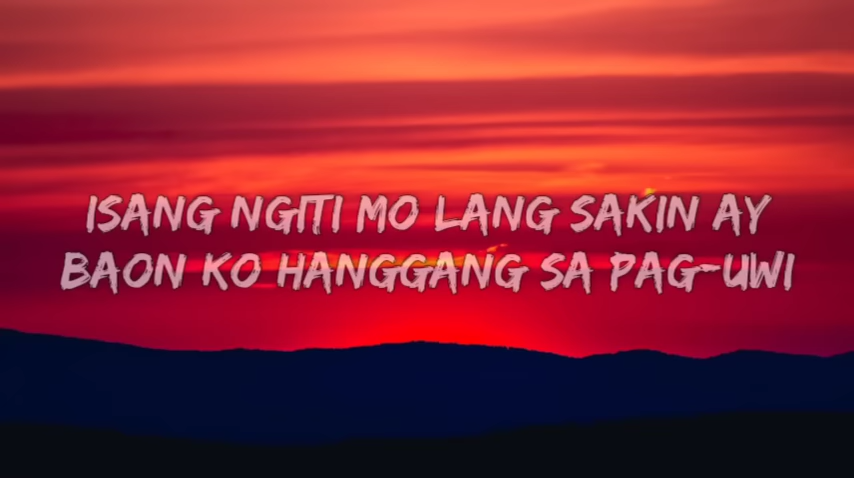 ISANG NGITI MO LANG SAKIN AY
BAON KO HANGGANG SA PAG-UWI